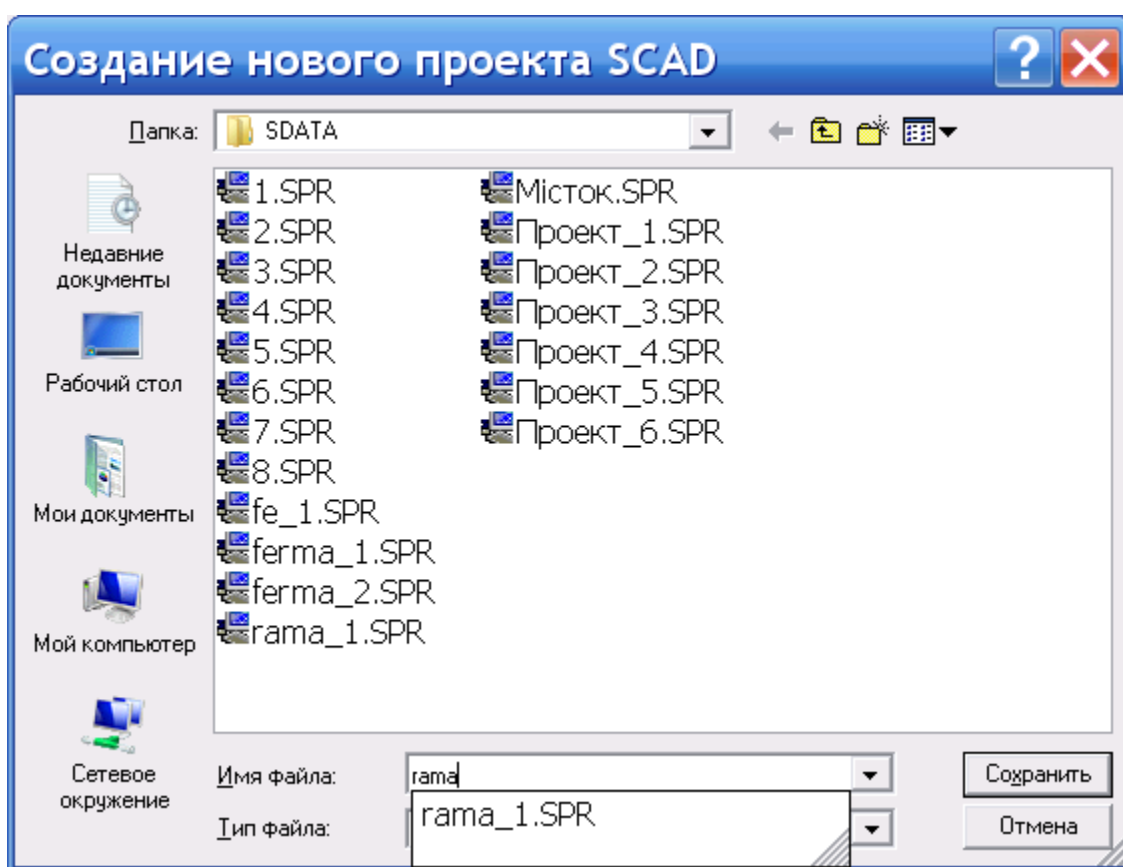 Создание нового проекта SCAD
Папка: SDATA
Недавние документы
Рабочий стол
Мои документы
Мой компьютер
Сетевое окружение
1.SPR
2.SPR
3.SPR
4.SPR
5.SPR
6.SPR
7.SPR
8.SPR
fe_1.SPR
ferma_1.SPR
ferma_2.SPR
rama_1.SPR
Місток.SPR
Проект_1.SPR
Проект_2.SPR
Проект_3.SPR
Проект_4.SPR
Проект_5.SPR
Проект_6.SPR
Имя файла: rama
Сохранить
rama_1.SPR
Тип файла:
Отмена